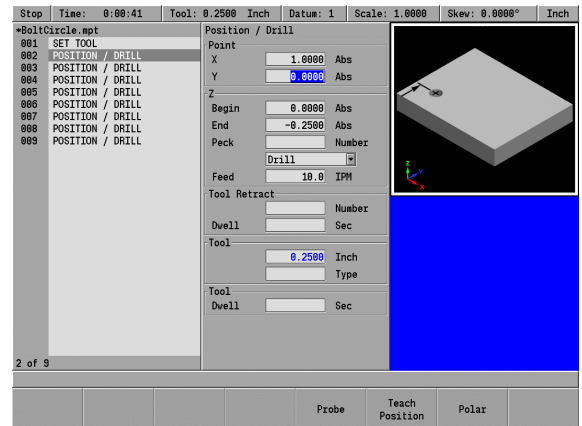 Stop Time: 0:00:41 Tool: 0.2500 Inch Datum: 1 Scale: 1.0000 Skew: 0.0000° Inch
*BoltCircle.mpt
001 SET TOOL
002 POSITION / DRILL
003 POSITION / DRILL
004 POSITION / DRILL
005 POSITION / DRILL
006 POSITION / DRILL
007 POSITION / DRILL
008 POSITION / DRILL
009 POSITION / DRILL
2 of 9
Position / Drill
Point
X 1.0000 Abs
Y 0.0000 Abs
Z
Begin 0.0000 Abs
End -0.2500 Abs
Peck Number
Drill
Feed 10.0 IPM
Tool Retract
Number
Dwell Sec
Tool
0.2500 Inch
Type
Tool
Dwell Sec
Z
Y
X
Probe
Teach Position
Polar